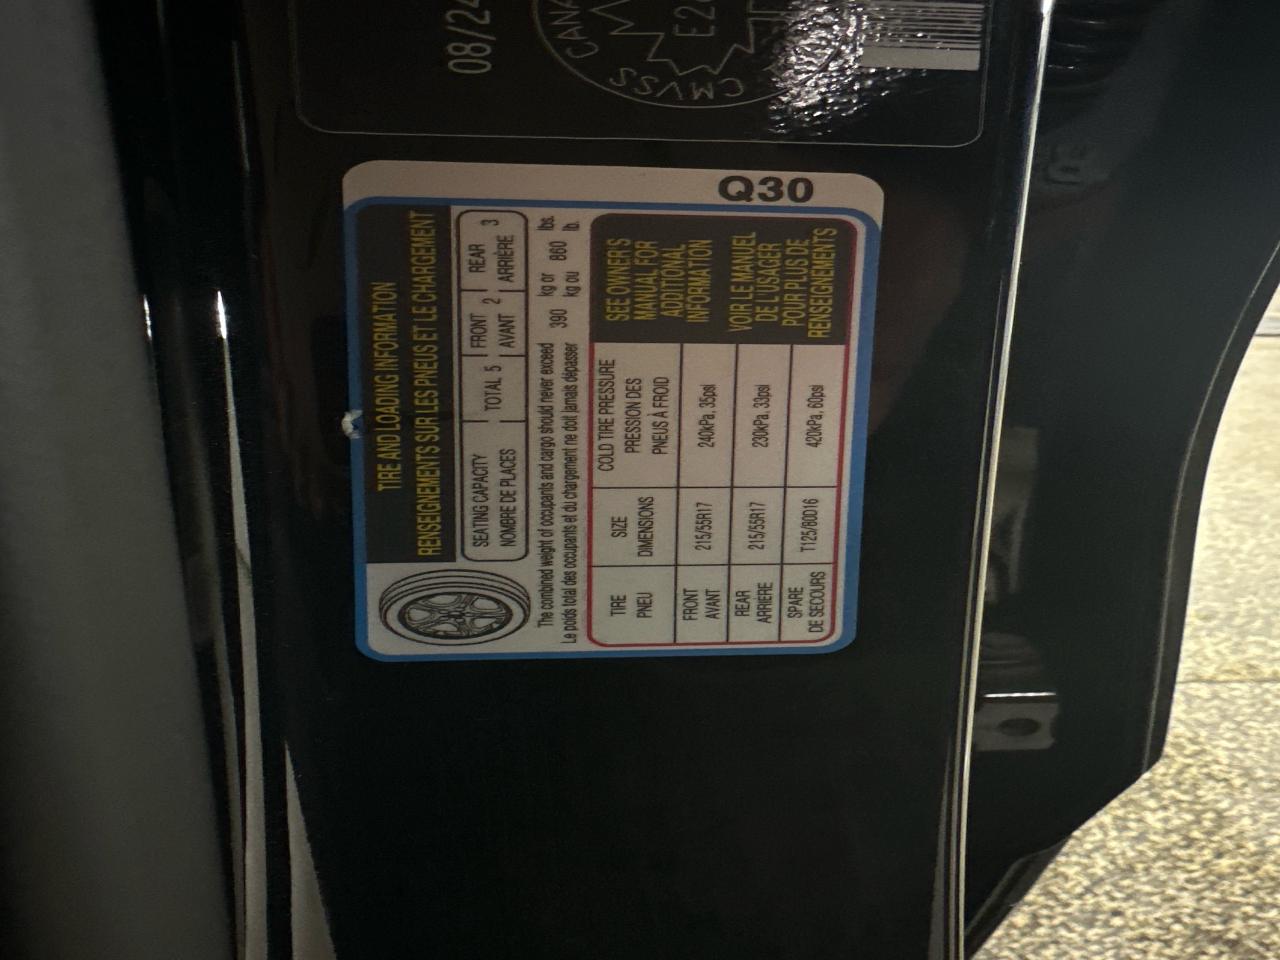 08/24
CMVSS
Q30
TIRE AND LOADING INFORMATION
RENSEIGNEMENTS SUR LES PNEUS ET LE CHARGEMENT
SEATING CAPACITY TOTAL 5 FRONT 2 REAR 3
NOMBRE DE PLACES AVANT ARRIÈRE
The combined weight of occupants and cargo should never exceed 390 kg or 860 lbs.
Le poids total des occupants et du chargement ne doit jamais dépasser kg ou lb.
TIRE SIZE COLD TIRE PRESSURE
PNEU DIMENSIONS PRESSION DES
PNEUS À FROID
FRONT 215/55R17 240kPa, 35psi
AVANT
REAR 215/55R17 230kPa, 33psi
ARRIÈRE
SPARE T125/80D16 420kPa, 60psi
DE SECOURS
SEE OWNER'S
MANUAL FOR
ADDITIONAL
INFORMATION
VOIR LE MANUEL
DE L'USAGER
POUR PLUS DE
RENSEIGNEMENTS